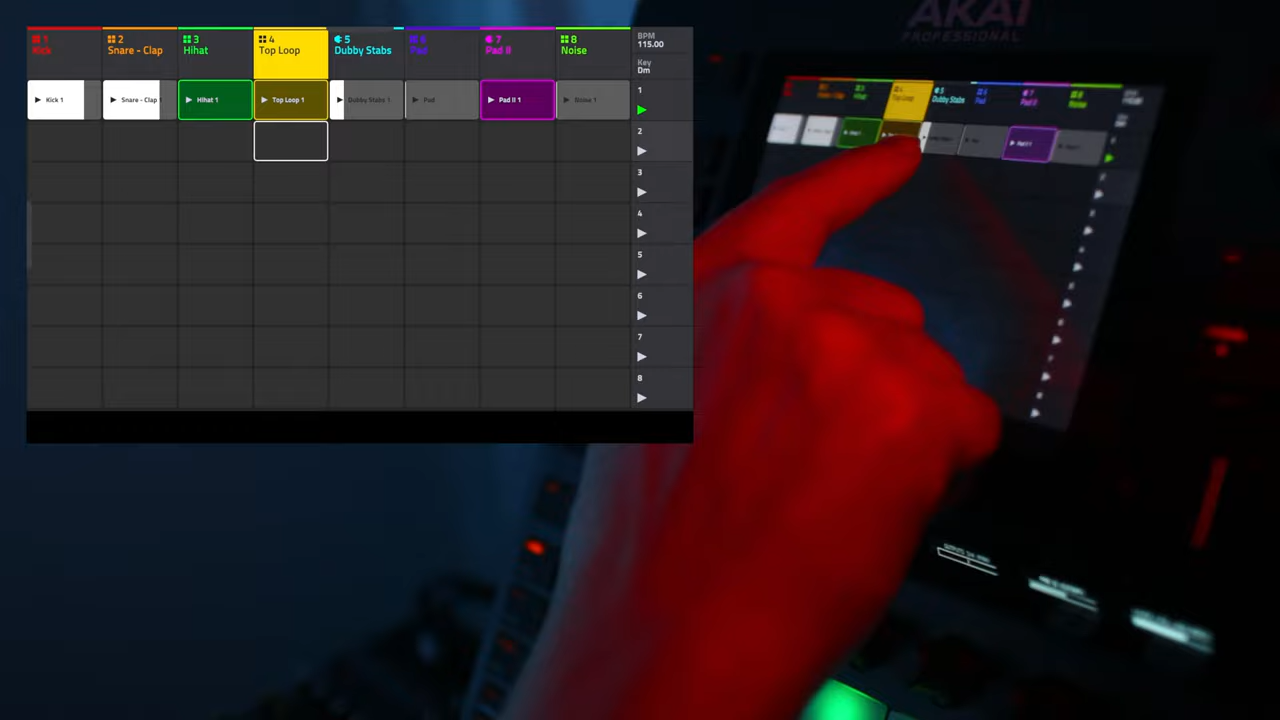 AKAI
PROFESSIONAL
1
Kick
2
Snare - Clap
3
Hihat
4
Top Loop
5
Dubby Stabs
6
Pad
7
Pad II
8
Noise
BPM
115.00
Key
Dm
Kick 1
Snare - Clap 1
Hihat 1
Top Loop 1
Dubby Stabs 1
Pad
Pad II 1
Noise 1
1
2
3
4
5
6
7
8